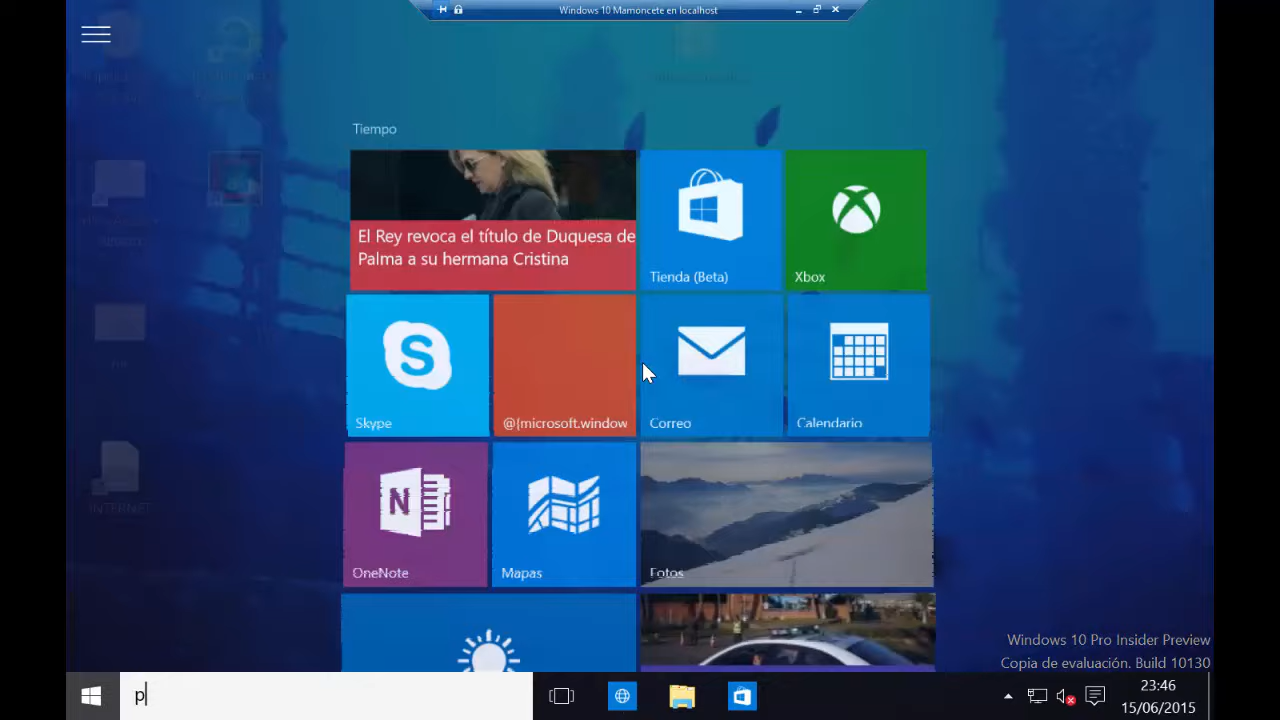 Windows 10 Mamoncete en localhost
Tiempo
El Rey revoca el título de Duquesa de
Palma a su hermana Cristina
Tienda (Beta)
Xbox
Skype
@{microsoft.window
Correo
Calendario
OneNote
Mapas
Fotos
INTERNET
Windows 10 Pro Insider Preview
Copia de evaluación. Build 10130
p
23:46
15/06/2015